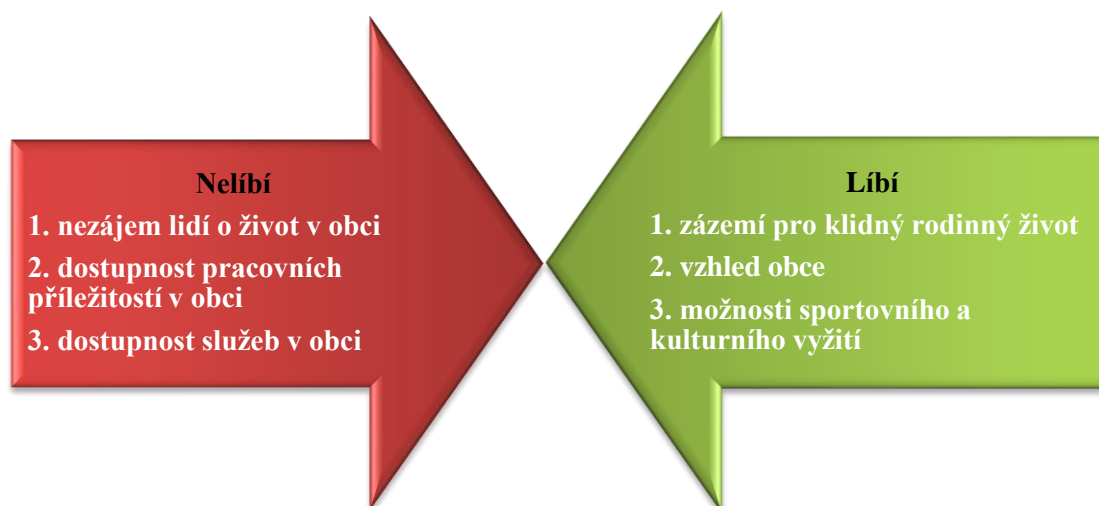 Nelíbí
1. nezájem lidí o život v obci
2. dostupnost pracovních
příležitostí v obci
3. dostupnost služeb v obci
Líbí
1. zázemí pro klidný rodinný život
2. vzhled obce
3. možnosti sportovního a
kulturního vyžití